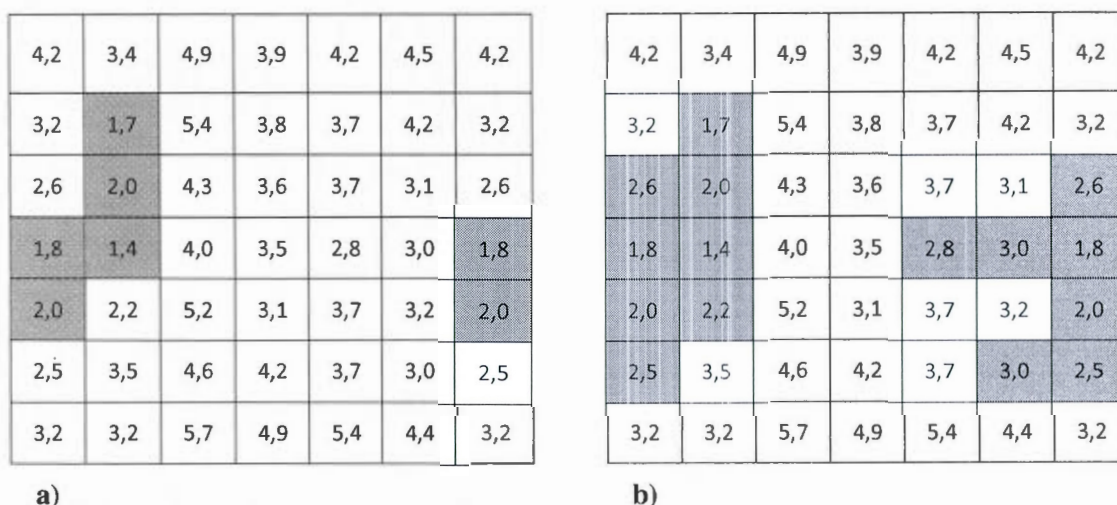 4,2 3,4 4,9 3,9 4,2 4,5 4,2
3,2 1,7 5,4 3,8 3,7 4,2 3,2
2,6 2,0 4,3 3,6 3,7 3,1 2,6
1,8 1,4 4,0 3,5 2,8 3,0 1,8
2,0 2,2 5,2 3,1 3,7 3,2 2,0
2,5 3,5 4,6 4,2 3,7 3,0 2,5
3,2 3,2 5,7 4,9 5,4 4,4 3,2
a)
4,2 3,4 4,9 3,9 4,2 4,5 4,2
3,2 1,7 5,4 3,8 3,7 4,2 3,2
2,6 2,0 4,3 3,6 3,7 3,1 2,6
1,8 1,4 4,0 3,5 2,8 3,0 1,8
2,0 2,2 5,2 3,1 3,7 3,2 2,0
2,5 3,5 4,6 4,2 3,7 3,0 2,5
3,2 3,2 5,7 4,9 5,4 4,4 3,2
b)